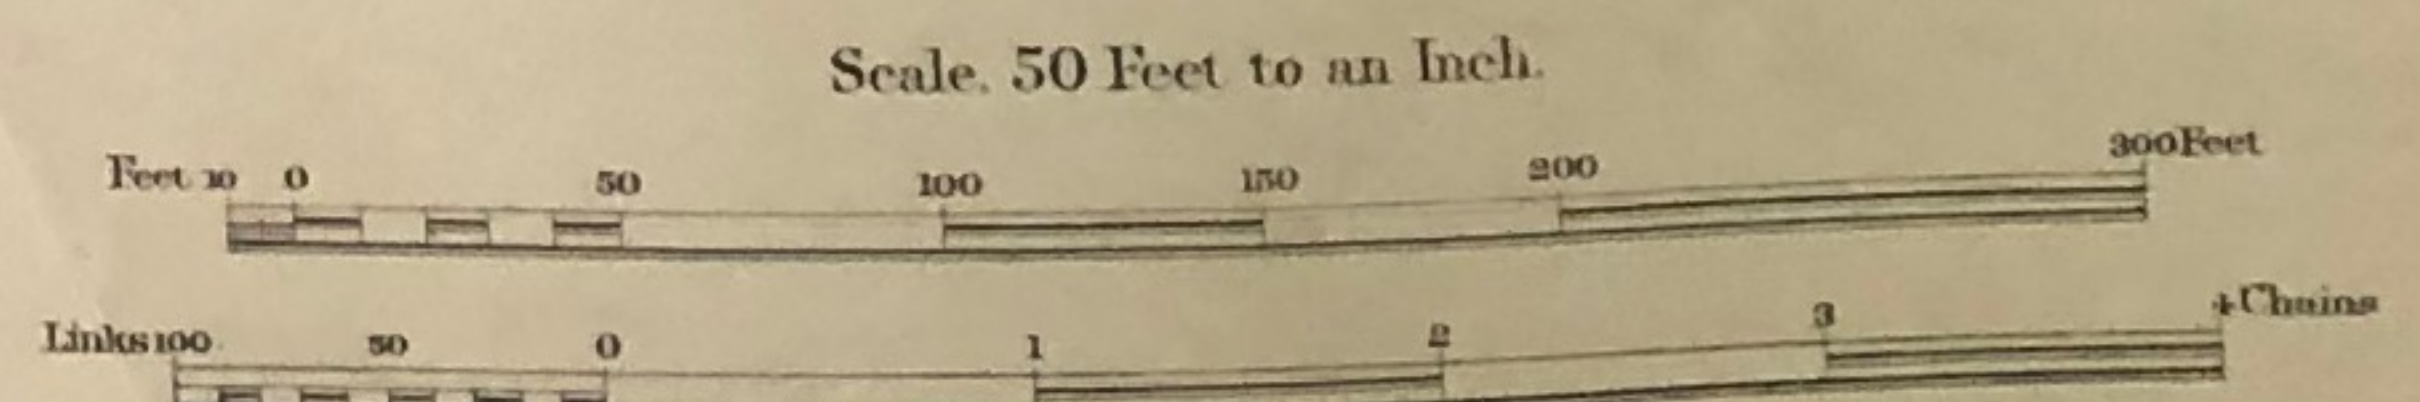 Scale. 50 Feet to an Inch.
Feet 10 0 50 100 150 200 300 Feet
Links 100 50 0 1 2 3 4 Chains